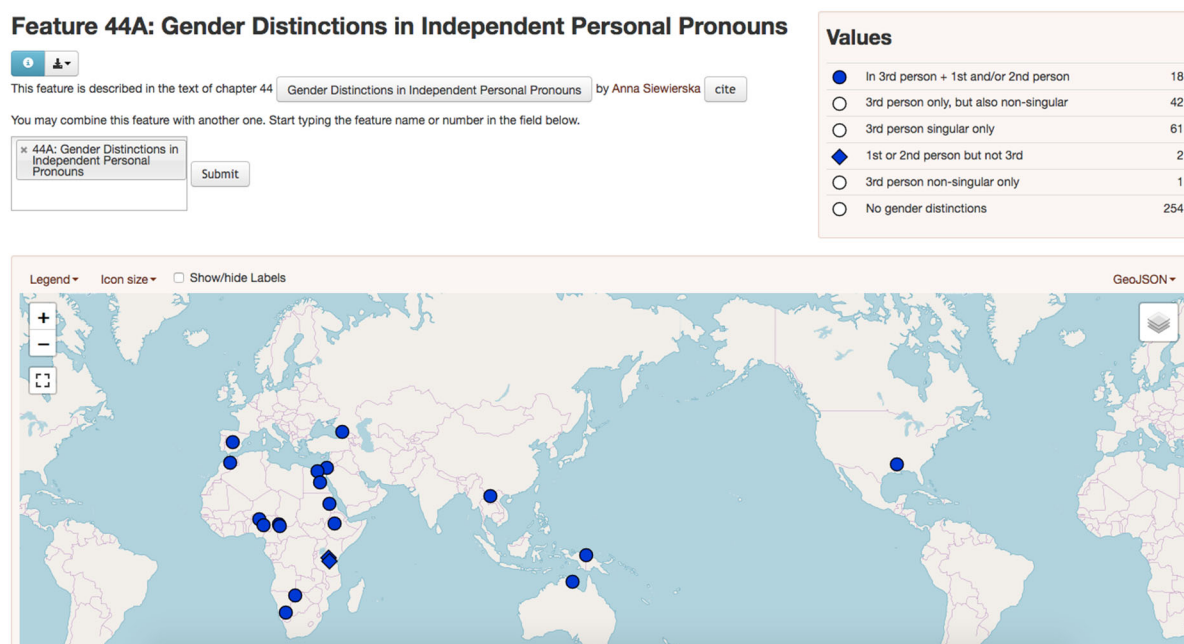 Feature 44A: Gender Distinctions in Independent Personal Pronouns
This feature is described in the text of chapter 44 Gender Distinctions in Independent Personal Pronouns by Anna Siewierska cite
You may combine this feature with another one. Start typing the feature name or number in the field below.
× 44A: Gender Distinctions in
Independent Personal
Pronouns
Submit
Values
In 3rd person + 1st and/or 2nd person 18
3rd person only, but also non-singular 42
3rd person singular only 61
1st or 2nd person but not 3rd 2
3rd person non-singular only 1
No gender distinctions 254
Legend Icon size Show/hide Labels GeoJSON
+
−